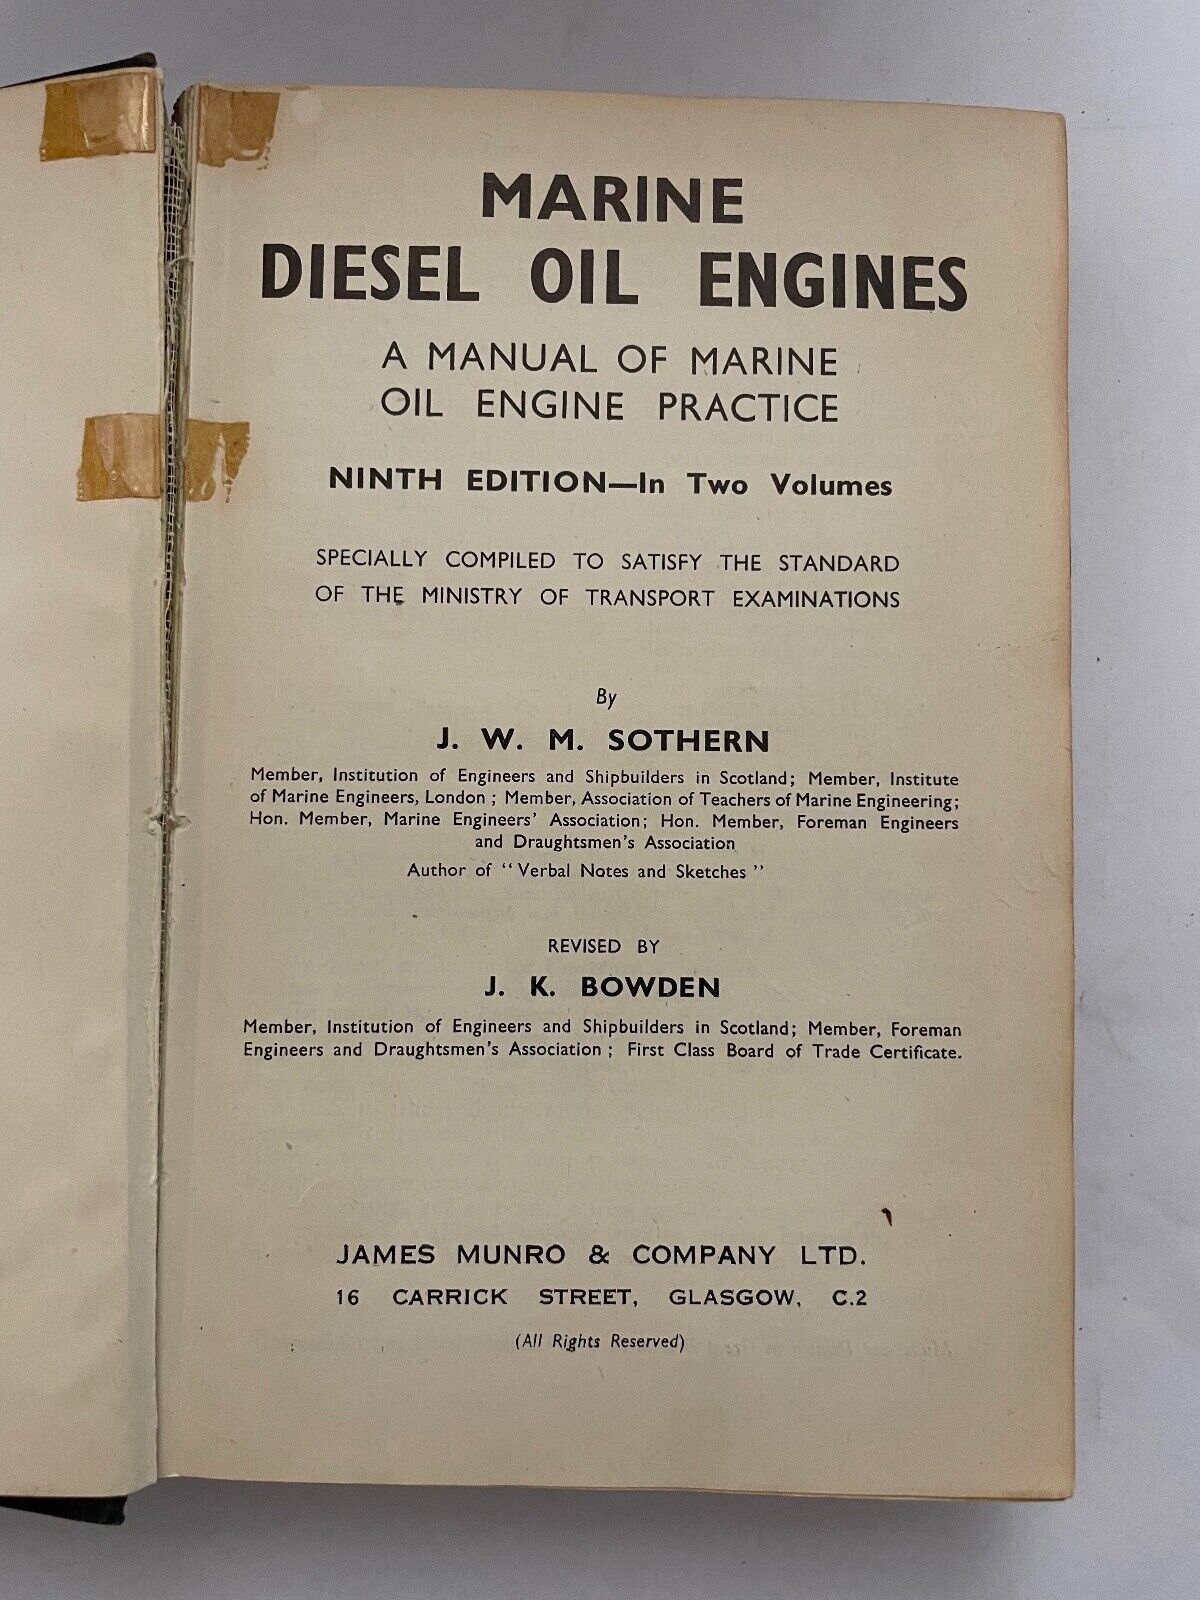 MARINE
DIESEL OIL ENGINES
A MANUAL OF MARINE
OIL ENGINE PRACTICE
NINTH EDITION—In Two Volumes
SPECIALLY COMPILED TO SATISFY THE STANDARD
OF THE MINISTRY OF TRANSPORT EXAMINATIONS
By
J. W. M. SOTHERN
Member, Institution of Engineers and Shipbuilders in Scotland; Member, Institute
of Marine Engineers, London; Member, Association of Teachers of Marine Engineering;
Hon. Member, Marine Engineers' Association; Hon. Member, Foreman Engineers
and Draughtsmen's Association
Author of "Verbal Notes and Sketches"
REVISED BY
J. K. BOWDEN
Member, Institution of Engineers and Shipbuilders in Scotland; Member, Foreman
Engineers and Draughtsmen's Association; First Class Board of Trade Certificate.
JAMES MUNRO & COMPANY LTD.
16 CARRICK STREET, GLASGOW, C.2
(All Rights Reserved)